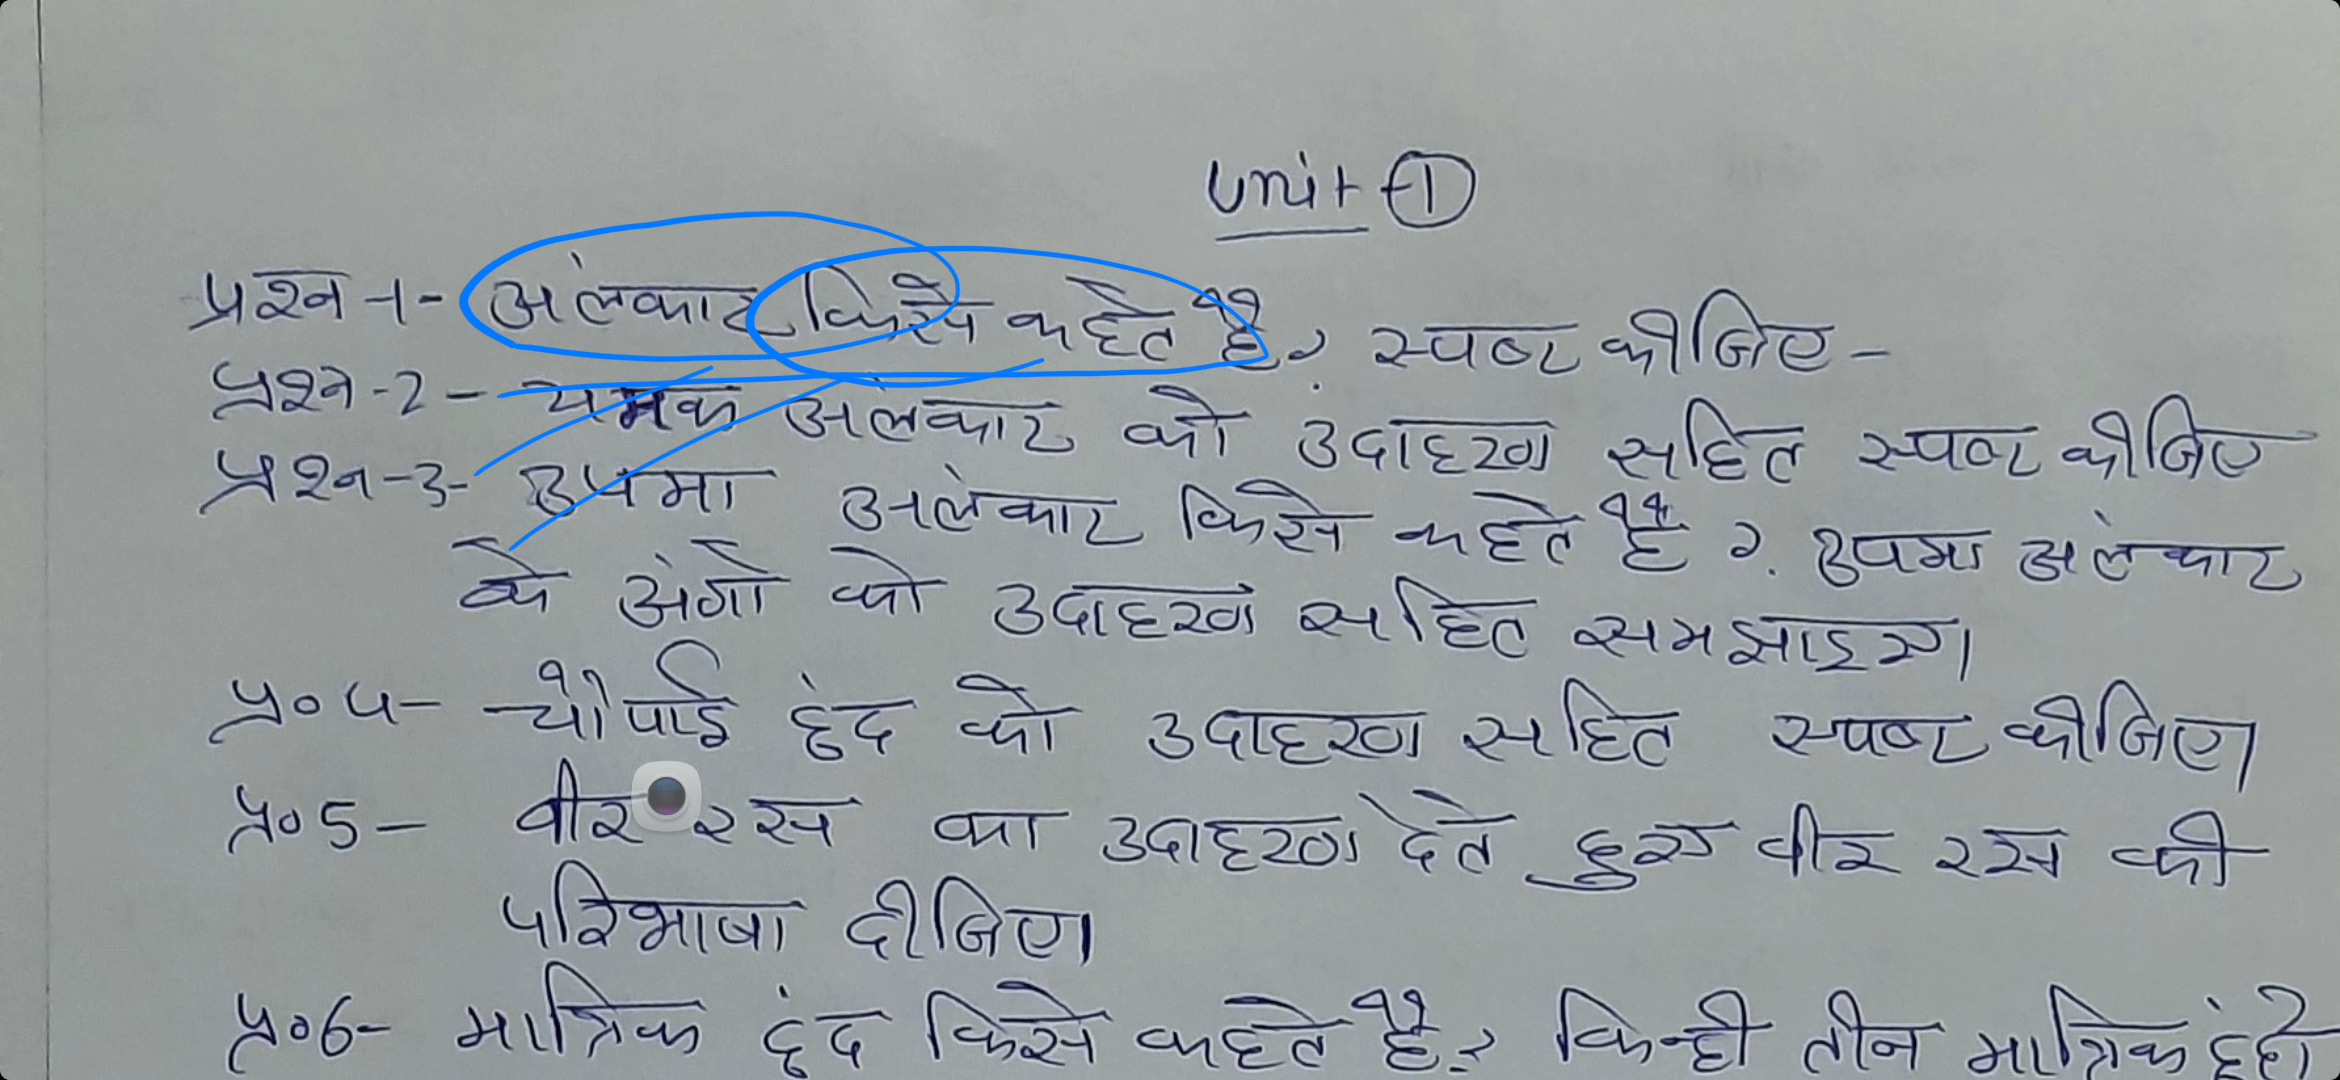 Unit-①
प्रश्न-1- अलंकार किसे कहते हैं? स्पष्ट कीजिए-
प्रश्न-2- यमक अलंकार को उदाहरण सहित स्पष्ट कीजिए
प्रश्न-3- उपमा अलंकार किसे कहते हैं? उपमा अलंकार
के अंगों को उदाहरण सहित समझाइए।
प्र० 4- चौपाई छंद को उदाहरण सहित स्पष्ट कीजिए।
प्र० 5- वीर रस का उदाहरण देते हुए वीर रस की
परिभाषा दीजिए।
प्र० 6- मात्रिक छंद किसे कहते हैं? किन्ही तीन मात्रिक छंदो